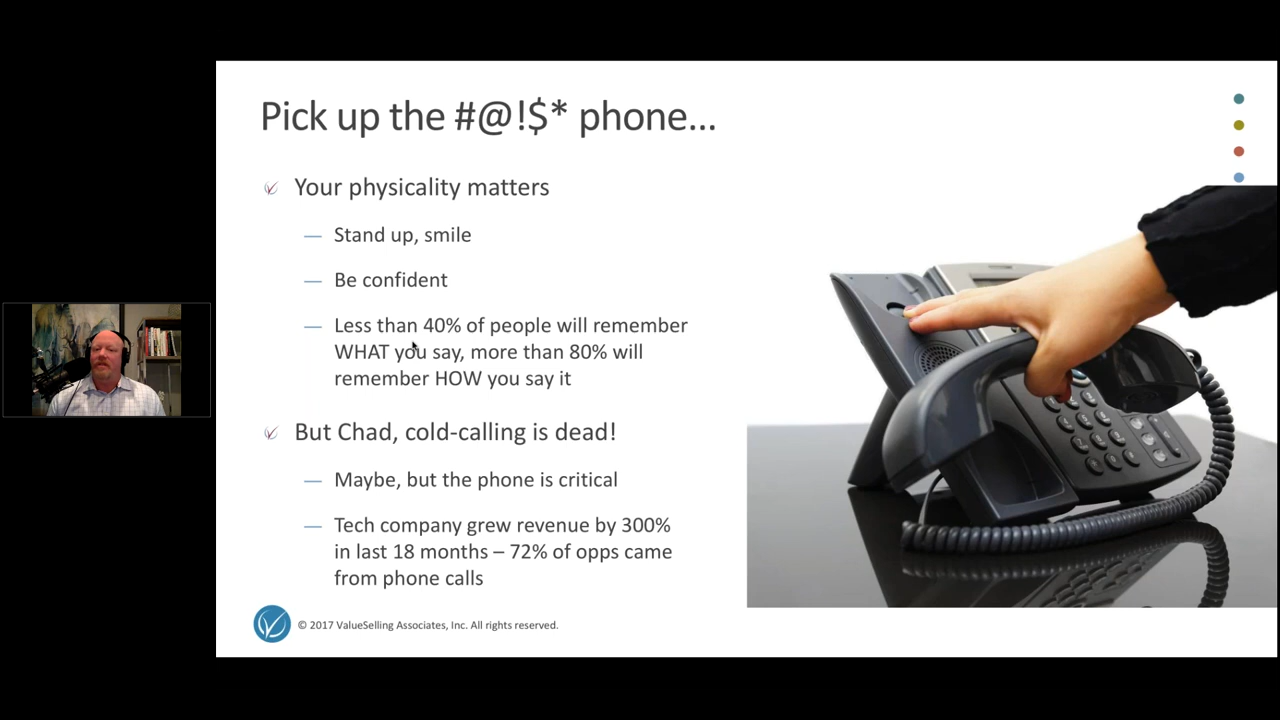 Pick up the #@!$* phone...
Your physicality matters
— Stand up, smile
— Be confident
— Less than 40% of people will remember
WHAT you say, more than 80% will
remember HOW you say it
But Chad, cold-calling is dead!
— Maybe, but the phone is critical
— Tech company grew revenue by 300%
in last 18 months – 72% of opps came
from phone calls
© 2017 ValueSelling Associates, Inc. All rights reserved.